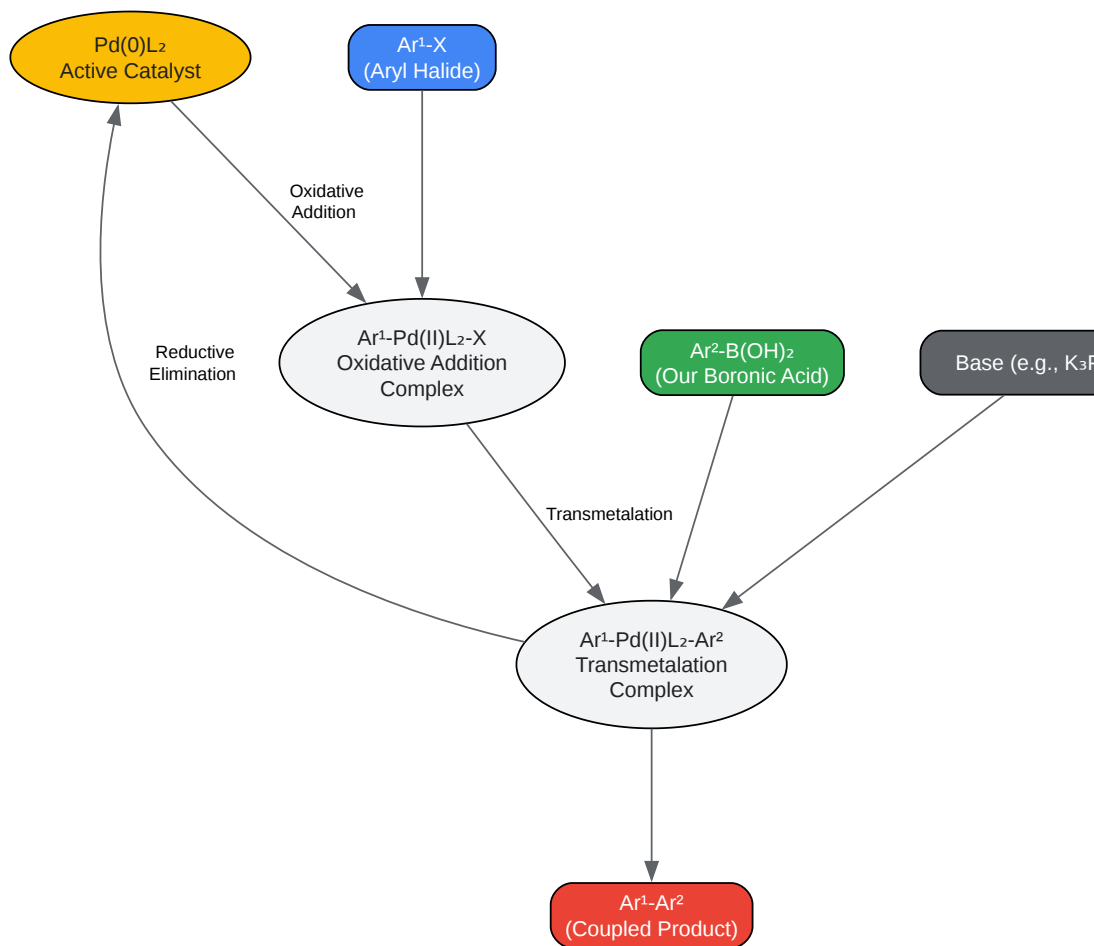 Pd(0)L₂
Active Catalyst
Ar¹-X
(Aryl Halide)
Oxidative
Addition
Ar¹-Pd(II)L₂-X
Oxidative Addition
Complex
Reductive
Elimination
Ar²-B(OH)₂
(Our Boronic Acid)
Base (e.g., K₃P
Transmetalation
Ar¹-Pd(II)L₂-Ar²
Transmetalation
Complex
Ar¹-Ar²
(Coupled Product)